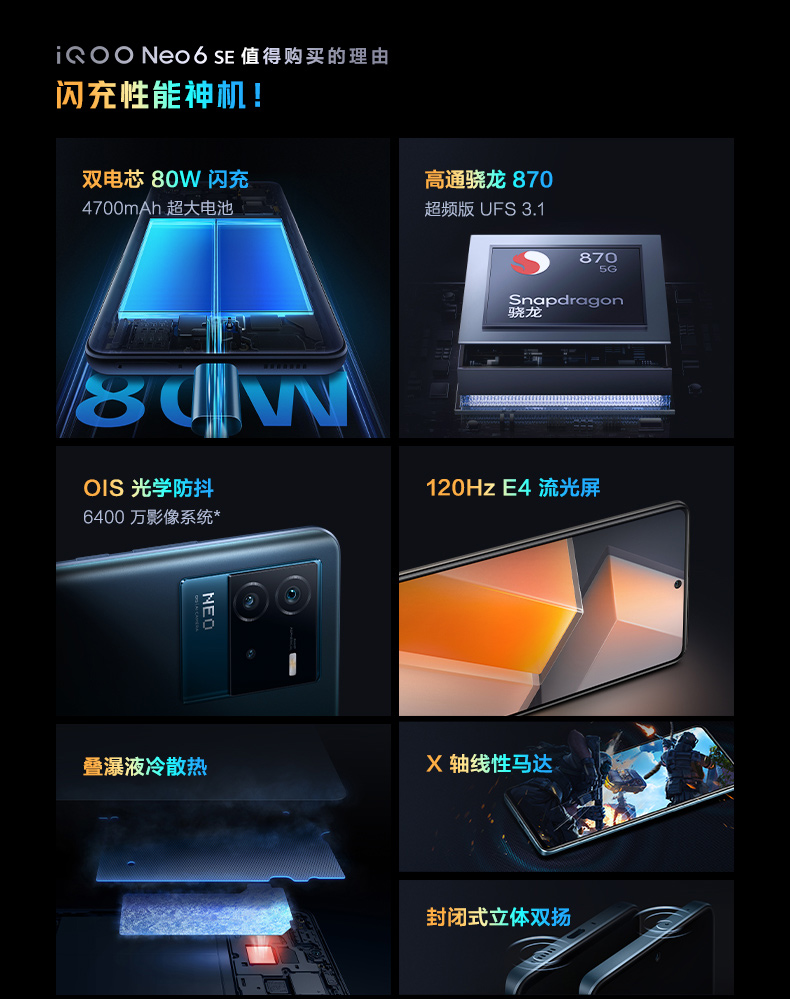 iQOO Neo6 SE 值得购买的理由
闪充性能神机！
双电芯 80W 闪充
4700mAh 超大电池
80W
高通骁龙 870
超频版 UFS 3.1
870
5G
Snapdragon
骁龙
OIS 光学防抖
6400 万影像系统*
NEO
120Hz E4 流光屏
叠瀑液冷散热
X 轴线性马达
封闭式立体双扬